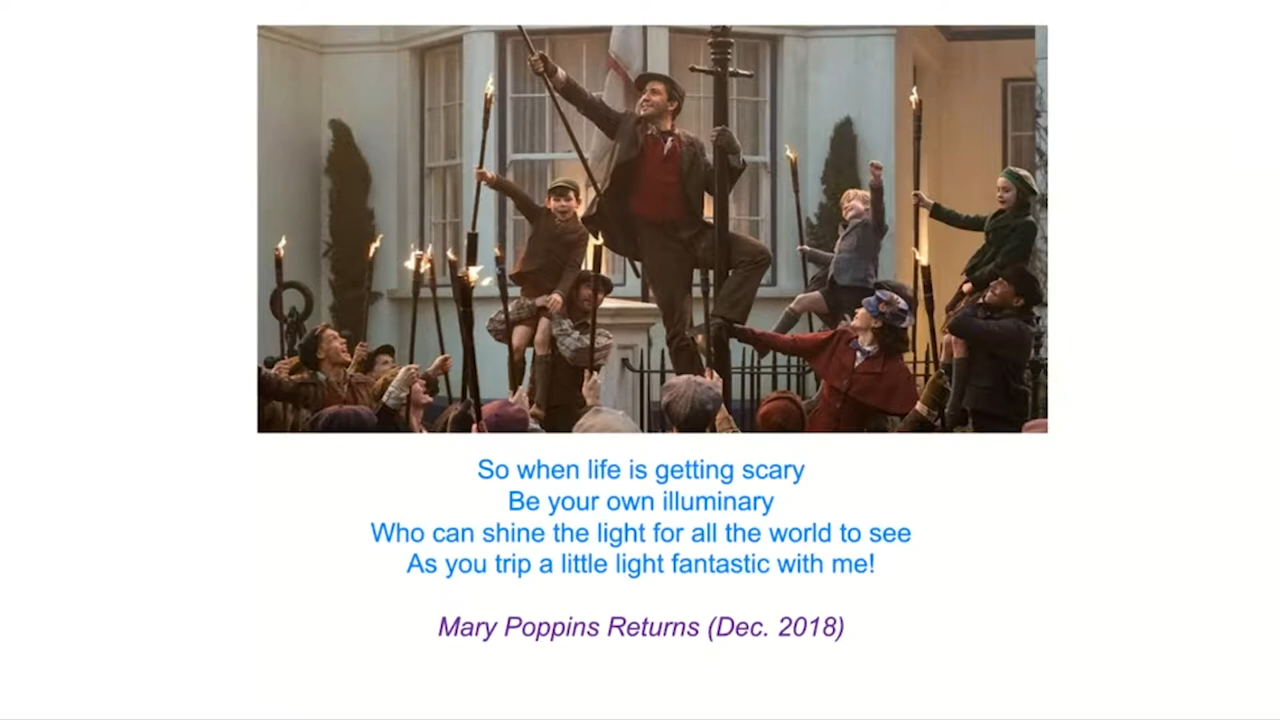 So when life is getting scary
Be your own illuminary
Who can shine the light for all the world to see
As you trip a little light fantastic with me!
Mary Poppins Returns (Dec. 2018)